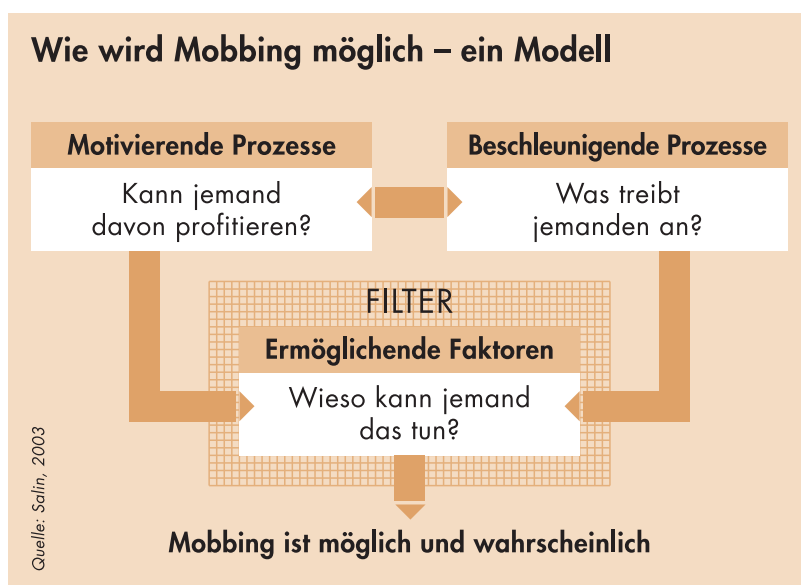 Wie wird Mobbing möglich – ein Modell
Motivierende Prozesse
Kann jemand
davon profitieren?
Beschleunigende Prozesse
Was treibt
jemanden an?
FILTER
Ermöglichende Faktoren
Wieso kann jemand
das tun?
Mobbing ist möglich und wahrscheinlich
Quelle: Salin, 2003